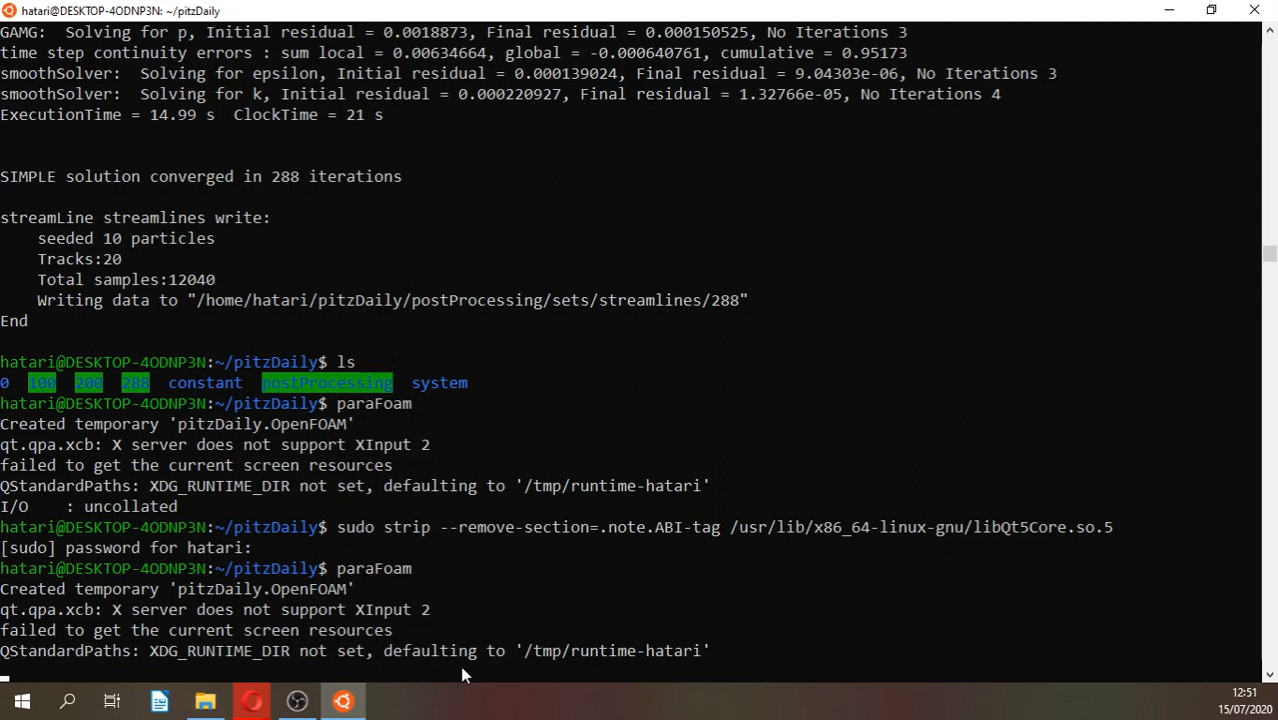 hatari@DESKTOP-4ODNP3N: ~/pitzDaily
GAMG:  Solving for p, Initial residual = 0.0018873, Final residual = 0.000150525, No Iterations 3
time step continuity errors : sum local = 0.00634664, global = -0.000640761, cumulative = 0.95173
smoothSolver:  Solving for epsilon, Initial residual = 0.000139024, Final residual = 9.04303e-06, No Iterations 3
smoothSolver:  Solving for k, Initial residual = 0.000220927, Final residual = 1.32766e-05, No Iterations 4
ExecutionTime = 14.99 s  ClockTime = 21 s
SIMPLE solution converged in 288 iterations
streamLine streamlines write:
    seeded 10 particles
    Tracks:20
    Total samples:12040
    Writing data to "/home/hatari/pitzDaily/postProcessing/sets/streamlines/288"
End
hatari@DESKTOP-4ODNP3N:~/pitzDaily$ ls
0  100  200  288  constant  postProcessing  system
hatari@DESKTOP-4ODNP3N:~/pitzDaily$ paraFoam
Created temporary 'pitzDaily.OpenFOAM'
qt.qpa.xcb: X server does not support XInput 2
failed to get the current screen resources
QStandardPaths: XDG_RUNTIME_DIR not set, defaulting to '/tmp/runtime-hatari'
I/O    : uncollated
hatari@DESKTOP-4ODNP3N:~/pitzDaily$ sudo strip --remove-section=.note.ABI-tag /usr/lib/x86_64-linux-gnu/libQt5Core.so.5
[sudo] password for hatari:
hatari@DESKTOP-4ODNP3N:~/pitzDaily$ paraFoam
Created temporary 'pitzDaily.OpenFOAM'
qt.qpa.xcb: X server does not support XInput 2
failed to get the current screen resources
QStandardPaths: XDG_RUNTIME_DIR not set, defaulting to '/tmp/runtime-hatari'
12:51
15/07/2020